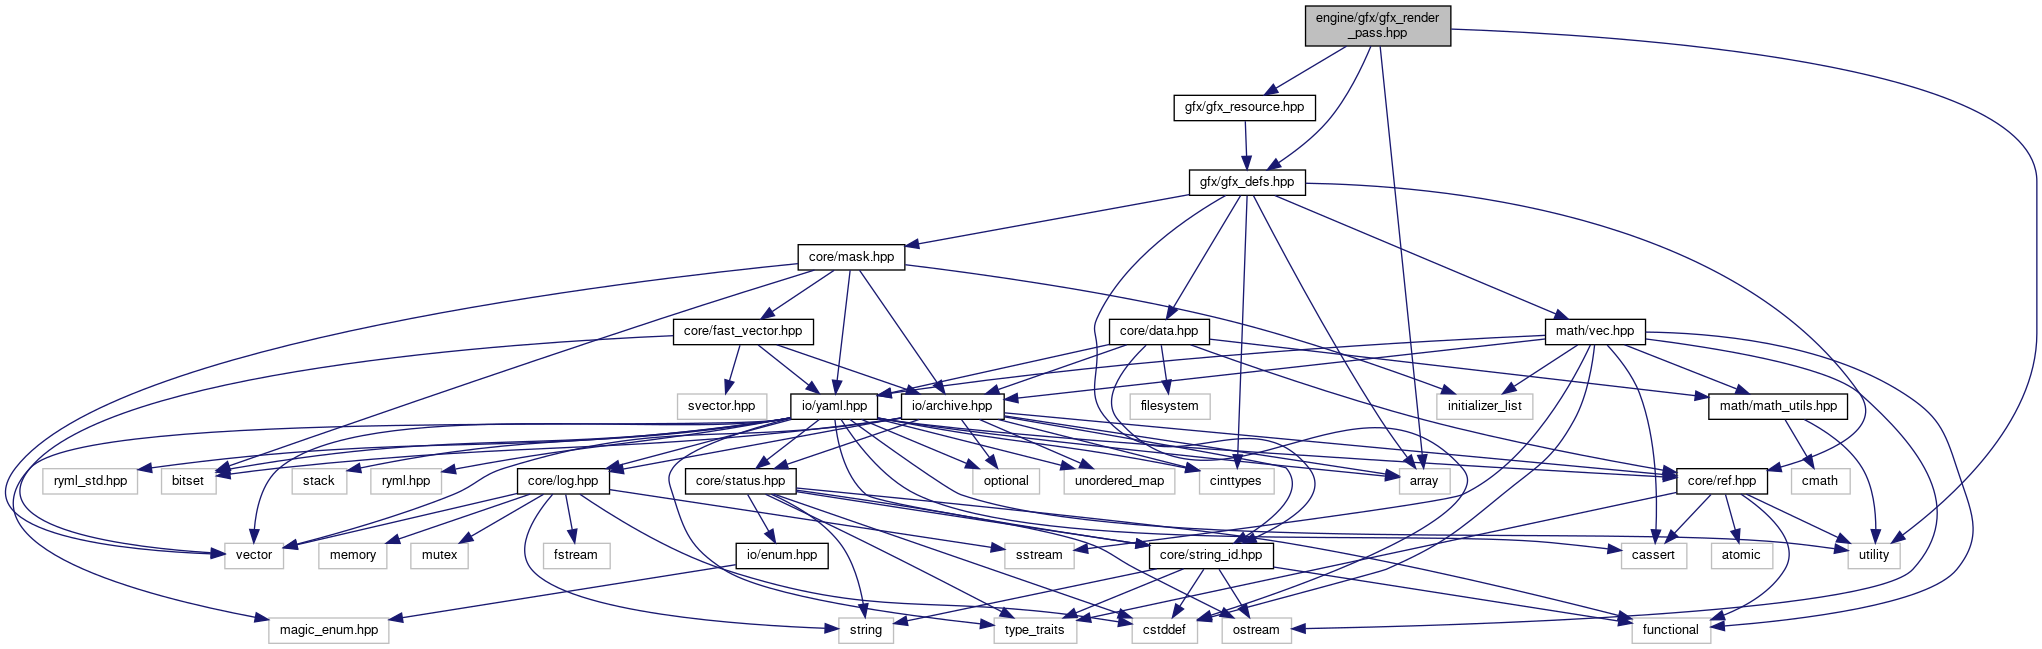 engine/gfx/gfx_render
_pass.hpp
gfx/gfx_resource.hpp
gfx/gfx_defs.hpp
core/mask.hpp
core/fast_vector.hpp
core/data.hpp
math/vec.hpp
svector.hpp
io/yaml.hpp
io/archive.hpp
filesystem
initializer_list
math/math_utils.hpp
ryml_std.hpp
bitset
stack
ryml.hpp
core/log.hpp
core/status.hpp
optional
unordered_map
cinttypes
array
core/ref.hpp
cmath
vector
memory
mutex
fstream
io/enum.hpp
sstream
core/string_id.hpp
cassert
atomic
utility
magic_enum.hpp
string
type_traits
cstddef
ostream
functional